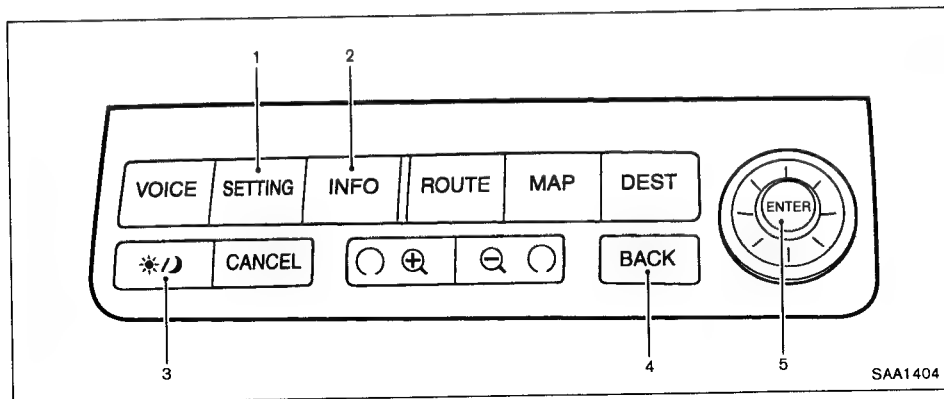 1 2
VOICE SETTING INFO ROUTE MAP DEST
ENTER
CANCEL BACK
3 4 5
SAA1404